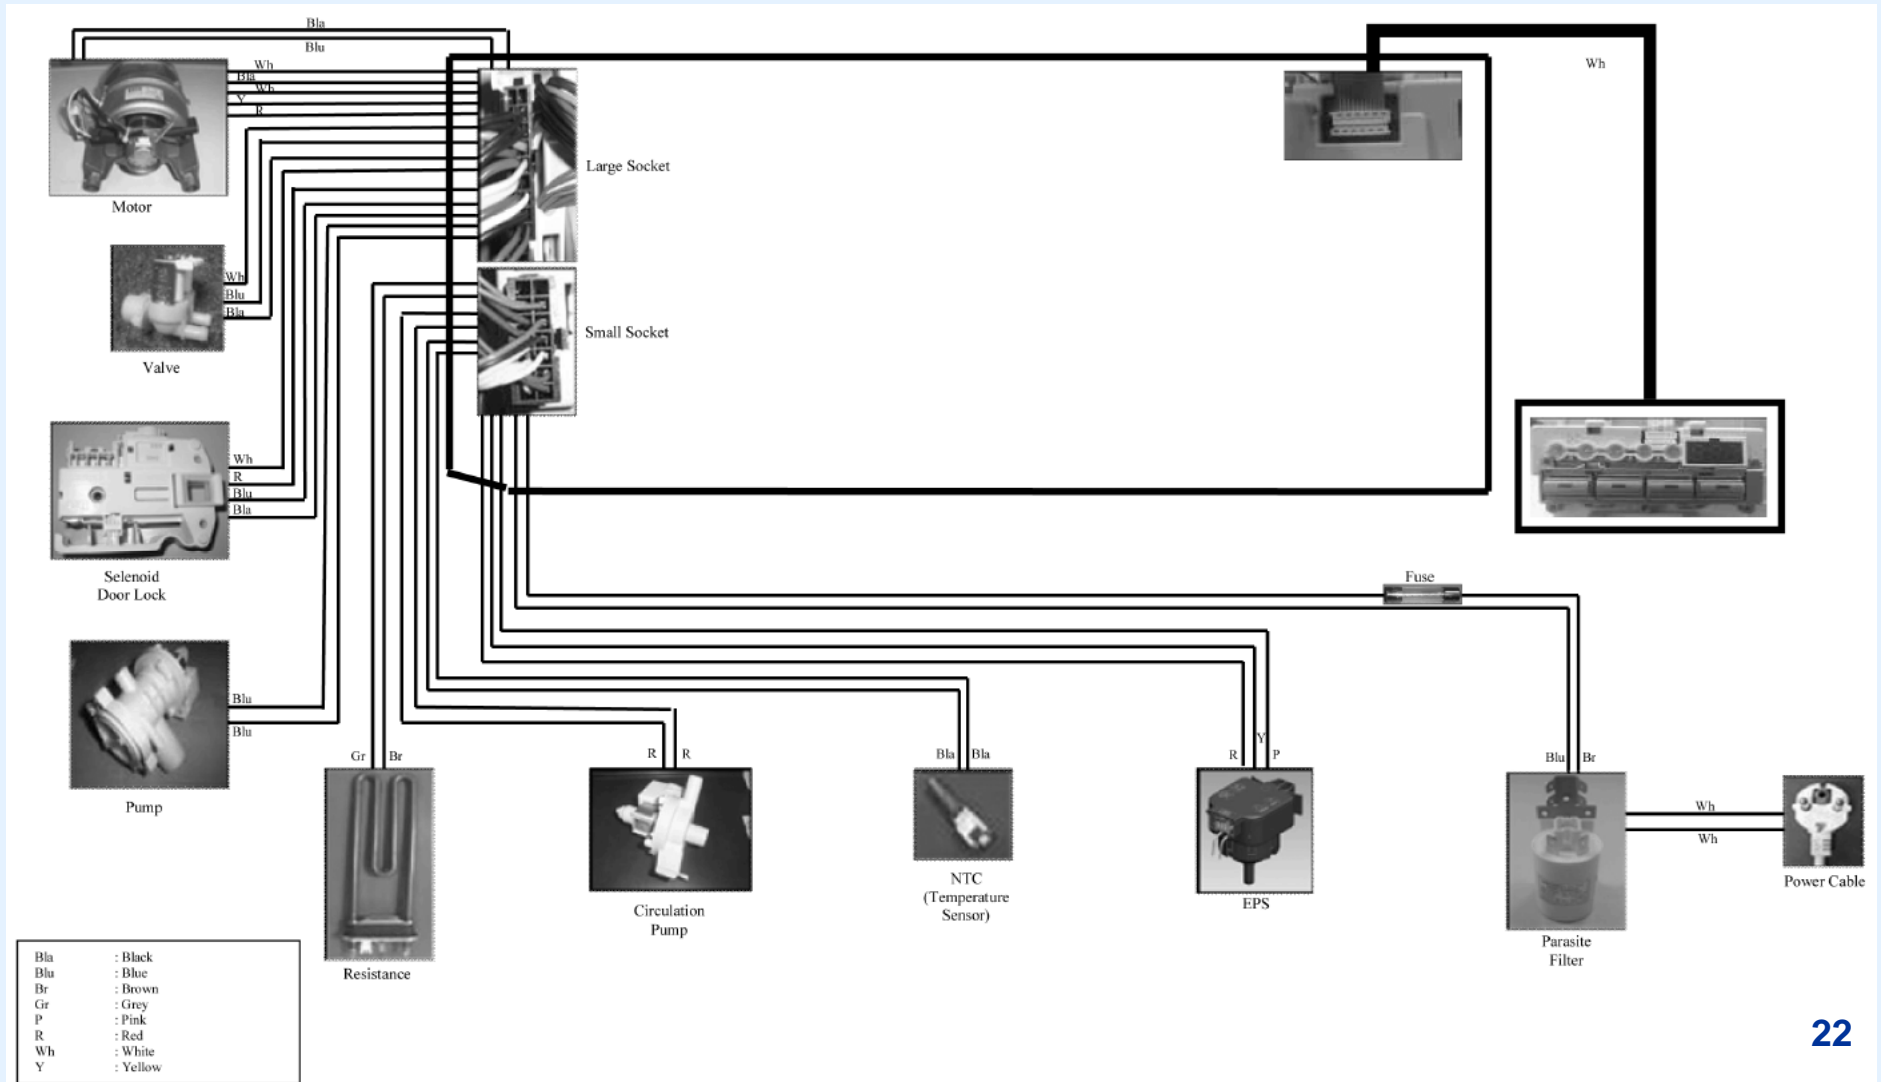 Bla
Blu
Wh
Bla
Wh
Y
R
Motor
Large Socket
Wh
Wh
Blu
Bla
Valve
Small Socket
Wh
R
Blu
Bla
Selenoid
Door Lock
Fuse
Blu
Blu
Pump
Gr Br
Resistance
R R
Circulation
Pump
Bla Bla
NTC
(Temperature
Sensor)
R Y P
EPS
Blu Br
Parasite
Filter
Wh
Wh
Power Cable
Bla : Black
Blu : Blue
Br : Brown
Gr : Grey
P : Pink
R : Red
Wh : White
Y : Yellow
22